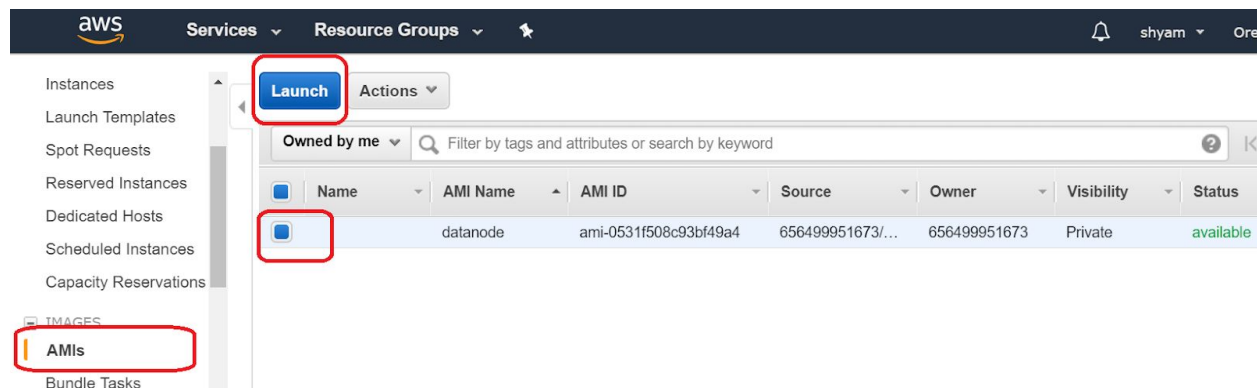 aws Services Resource Groups shyam Ore
Instances
Launch Templates
Spot Requests
Reserved Instances
Dedicated Hosts
Scheduled Instances
Capacity Reservations
IMAGES
AMIs
Bundle Tasks
Launch Actions
Owned by me Filter by tags and attributes or search by keyword
Name AMI Name AMI ID Source Owner Visibility Status
datanode ami-0531f508c93bf49a4 656499951673/... 656499951673 Private available